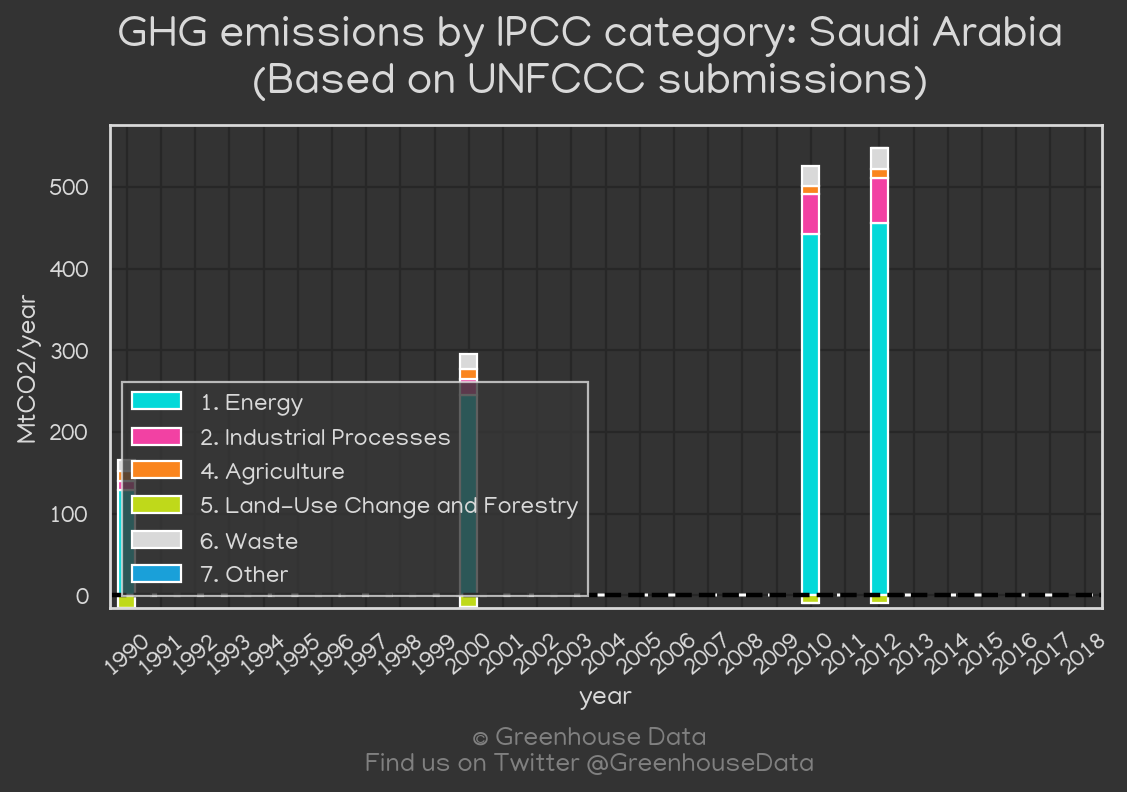 GHG emissions by IPCC category: Saudi Arabia
(Based on UNFCCC submissions)
MtCO2/year
500
400
300
200
100
0
1. Energy
2. Industrial Processes
4. Agriculture
5. Land-Use Change and Forestry
6. Waste
7. Other
1990 1991 1992 1993 1994 1995 1996 1997 1998 1999 2000 2001 2002 2003 2004 2005 2006 2007 2008 2009 2010 2011 2012 2013 2014 2015 2016 2017 2018
year
© Greenhouse Data
Find us on Twitter @GreenhouseData